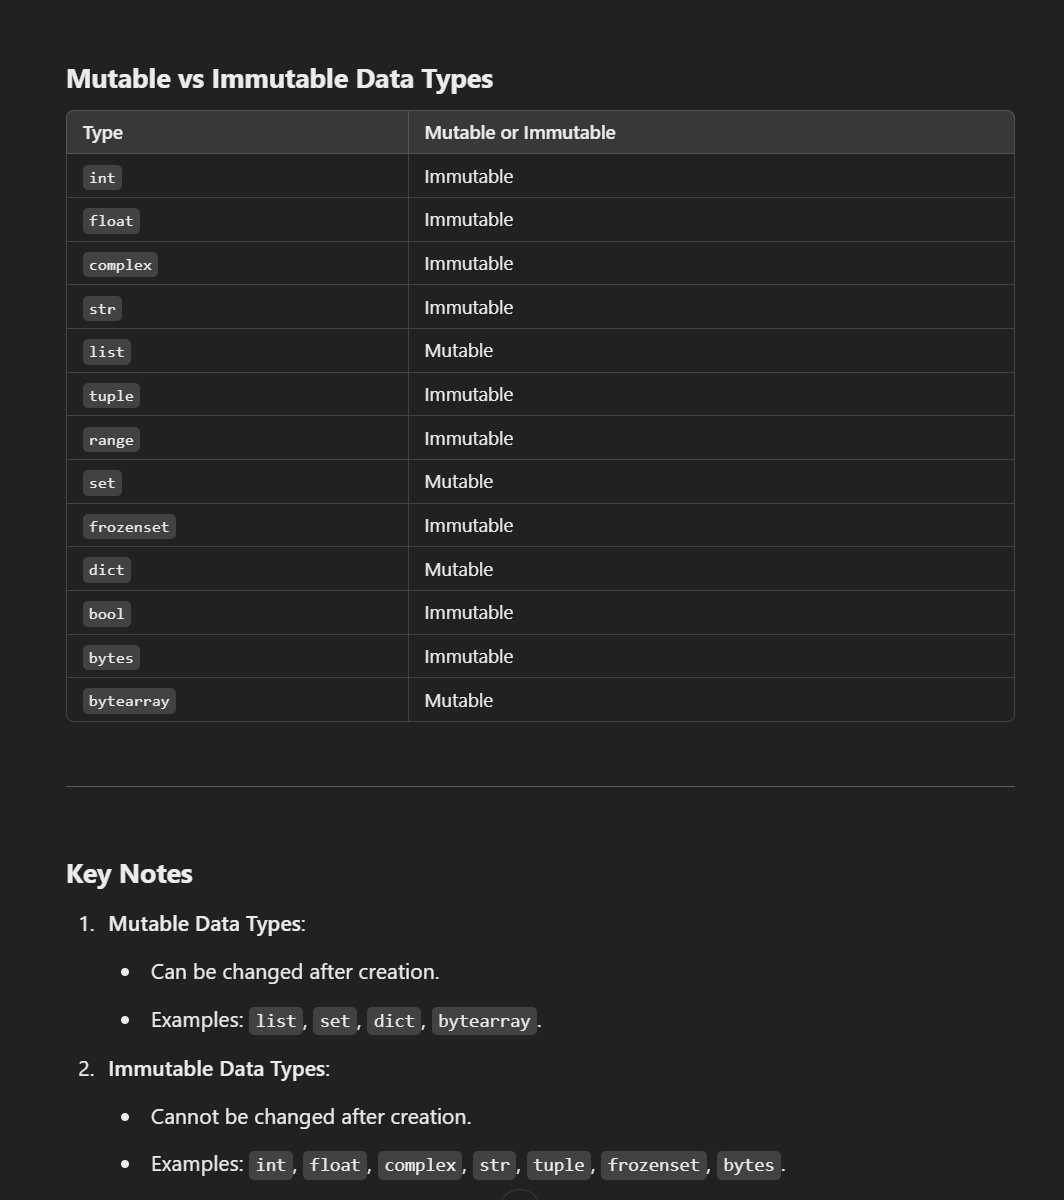 Mutable vs Immutable Data Types
Type Mutable or Immutable
int Immutable
float Immutable
complex Immutable
str Immutable
list Mutable
tuple Immutable
range Immutable
set Mutable
frozenset Immutable
dict Mutable
bool Immutable
bytes Immutable
bytearray Mutable
Key Notes
1. Mutable Data Types:
• Can be changed after creation.
• Examples: list, set, dict, bytearray.
2. Immutable Data Types:
• Cannot be changed after creation.
• Examples: int, float, complex, str, tuple, frozenset, bytes.